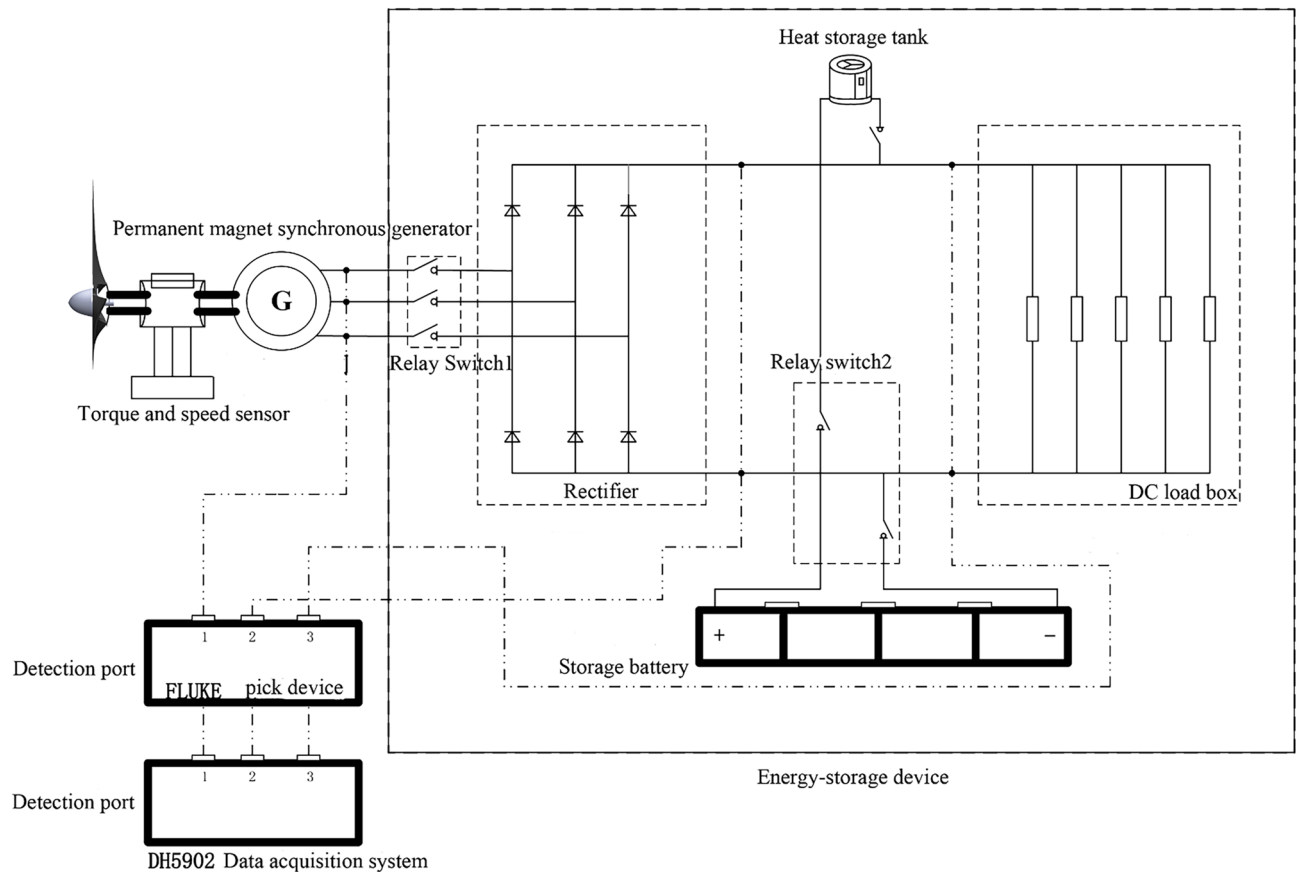 Heat storage tank
Permanent magnet synchronous generator
G
Relay Switch1
Relay switch2
Torque and speed sensor
Rectifier
DC load box
+
−
Storage battery
1 2 3
Detection port
FLUKE pick device
1 2 3
Detection port
Energy-storage device
DH5902 Data acquisition system